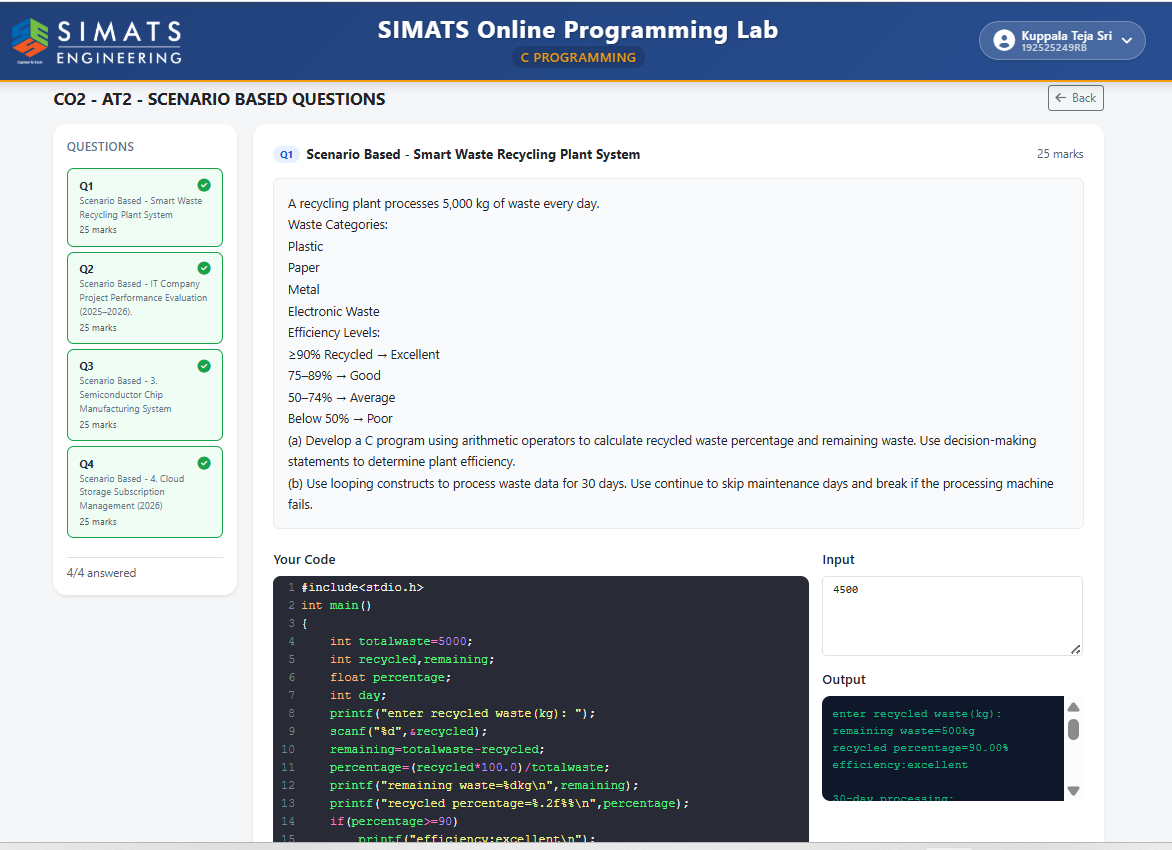 SIMATS
ENGINEERING
SIMATS Online Programming Lab
C PROGRAMMING
Kuppala Teja Sri
192525249RB
CO2 - AT2 - SCENARIO BASED QUESTIONS
← Back
QUESTIONS
Q1
Scenario Based - Smart Waste
Recycling Plant System
25 marks
Q2
Scenario Based - IT Company
Project Performance Evaluation
(2025–2026).
25 marks
Q3
Scenario Based - 3.
Semiconductor Chip
Manufacturing System
25 marks
Q4
Scenario Based - 4. Cloud
Storage Subscription
Management (2026)
25 marks
4/4 answered
Q1 Scenario Based - Smart Waste Recycling Plant System
25 marks
A recycling plant processes 5,000 kg of waste every day.
Waste Categories:
Plastic
Paper
Metal
Electronic Waste
Efficiency Levels:
≥90% Recycled → Excellent
75–89% → Good
50–74% → Average
Below 50% → Poor
(a) Develop a C program using arithmetic operators to calculate recycled waste percentage and remaining waste. Use decision-making
statements to determine plant efficiency.
(b) Use looping constructs to process waste data for 30 days. Use continue to skip maintenance days and break if the processing machine
fails.
Your Code
1 #include<stdio.h>
2 int main()
3 {
4     int totalwaste=5000;
5     int recycled,remaining;
6     float percentage;
7     int day;
8     printf("enter recycled waste(kg): ");
9     scanf("%d",&recycled);
10     remaining=totalwaste-recycled;
11     percentage=(recycled*100.0)/totalwaste;
12     printf("remaining waste=%dkg\n",remaining);
13     printf("recycled percentage=%.2f%%\n",percentage);
14     if(percentage>=90)
15         printf("efficiency:excellent\n");
Input
4500
Output
enter recycled waste(kg):
remaining waste=500kg
recycled percentage=90.00%
efficiency:excellent
30-day processing: